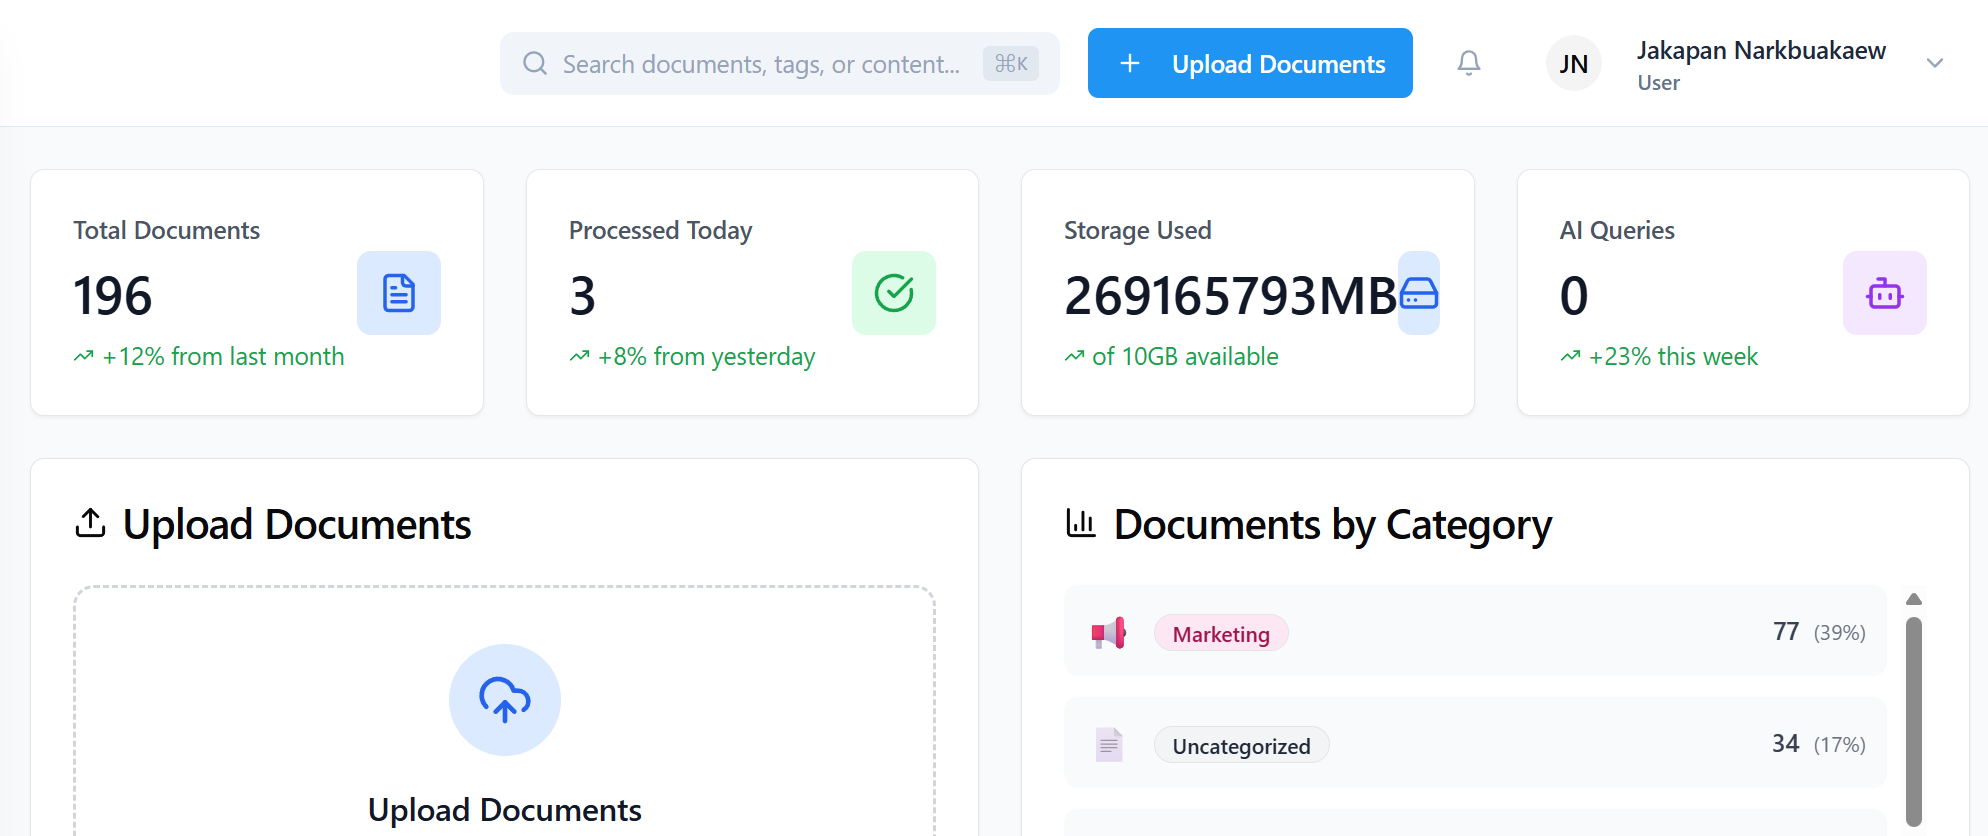 Search documents, tags, or content... ⌘K
Upload Documents
JN
Jakapan Narkbuakaew
User
Total Documents
196
+12% from last month
Processed Today
3
+8% from yesterday
Storage Used
269165793MB
of 10GB available
AI Queries
0
+23% this week
Upload Documents
Upload Documents
Documents by Category
Marketing 77 (39%)
Uncategorized 34 (17%)